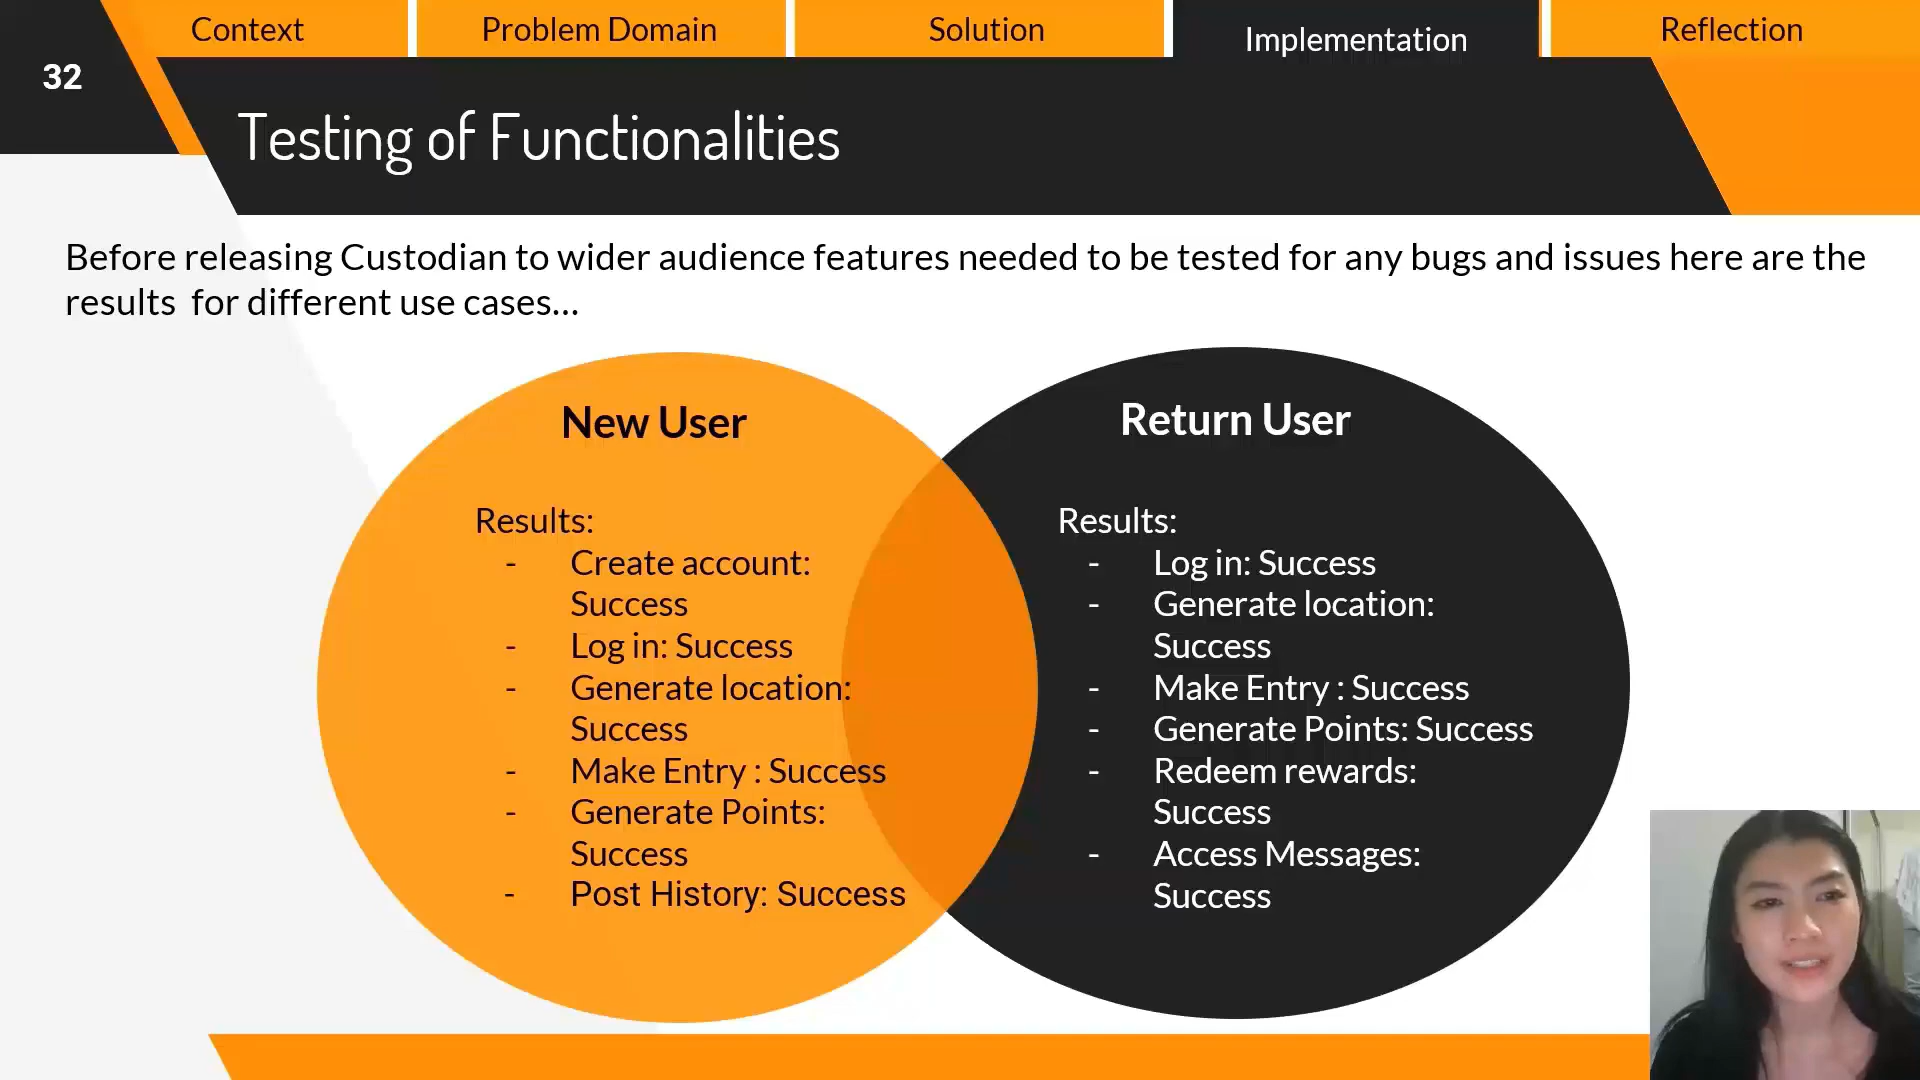 Context
Problem Domain
Solution
Implementation
Reflection
32
Testing of Functionalities
Before releasing Custodian to wider audience features needed to be tested for any bugs and issues here are the
results  for different use cases...
New User
Results:
- Create account:
Success
- Log in: Success
- Generate location:
Success
- Make Entry : Success
- Generate Points:
Success
- Post History: Success
Return User
Results:
- Log in: Success
- Generate location:
Success
- Make Entry : Success
- Generate Points: Success
- Redeem rewards:
Success
- Access Messages:
Success